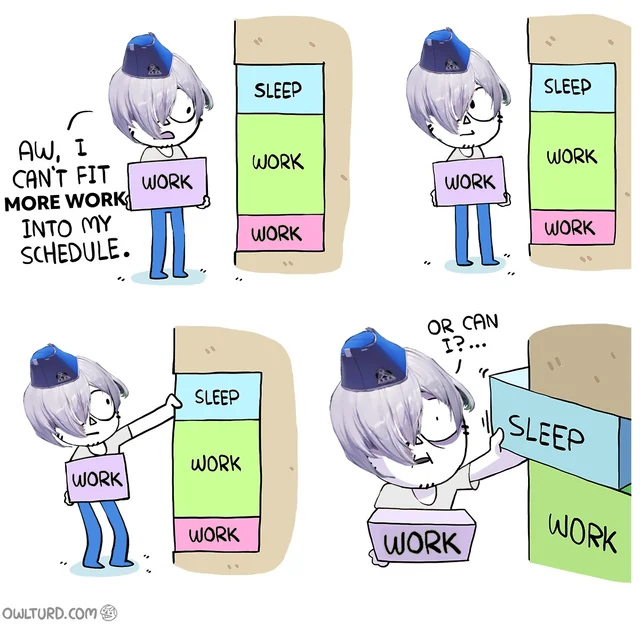 AW, I
CAN'T FIT
MORE WORK
INTO MY
SCHEDULE.
WORK
SLEEP
WORK
WORK
WORK
SLEEP
WORK
WORK
WORK
SLEEP
WORK
WORK
OR CAN
I?...
WORK
SLEEP
WORK
OWLTURD.COM